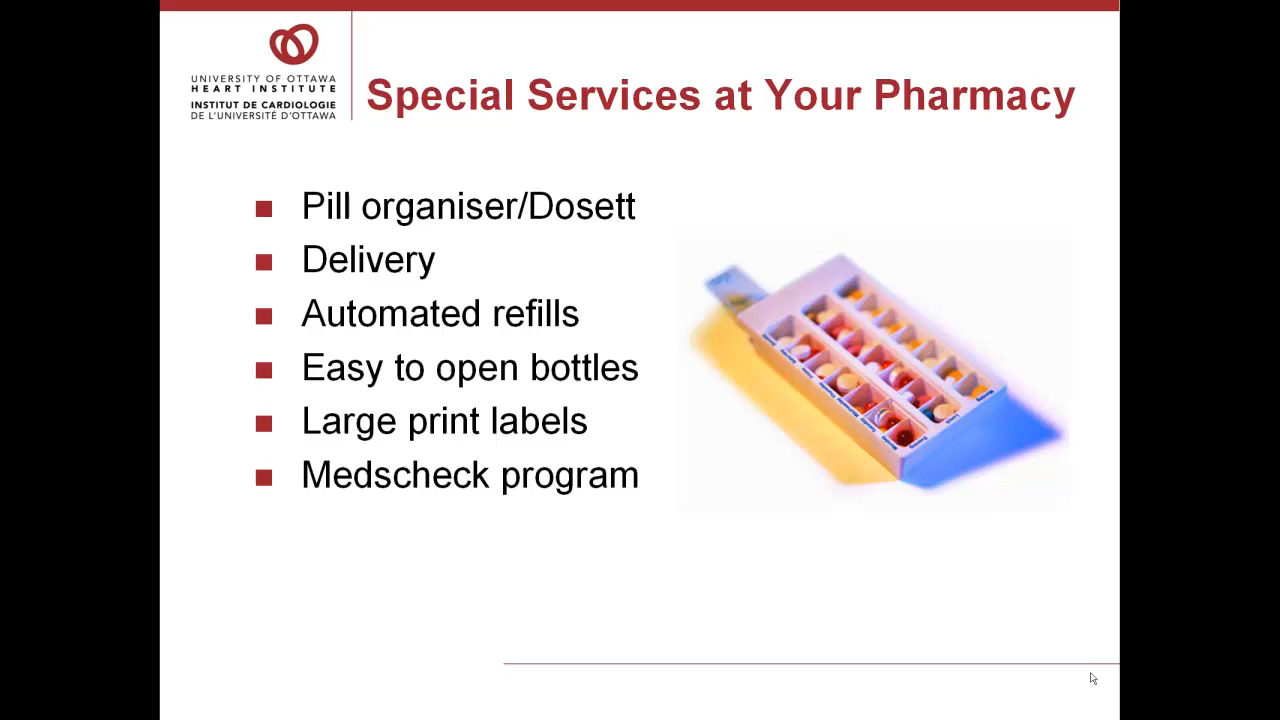 UNIVERSITY OF OTTAWA
HEART INSTITUTE
INSTITUT DE CARDIOLOGIE
DE L'UNIVERSITÉ D'OTTAWA
Special Services at Your Pharmacy
Pill organiser/Dosett
Delivery
Automated refills
Easy to open bottles
Large print labels
Medscheck program